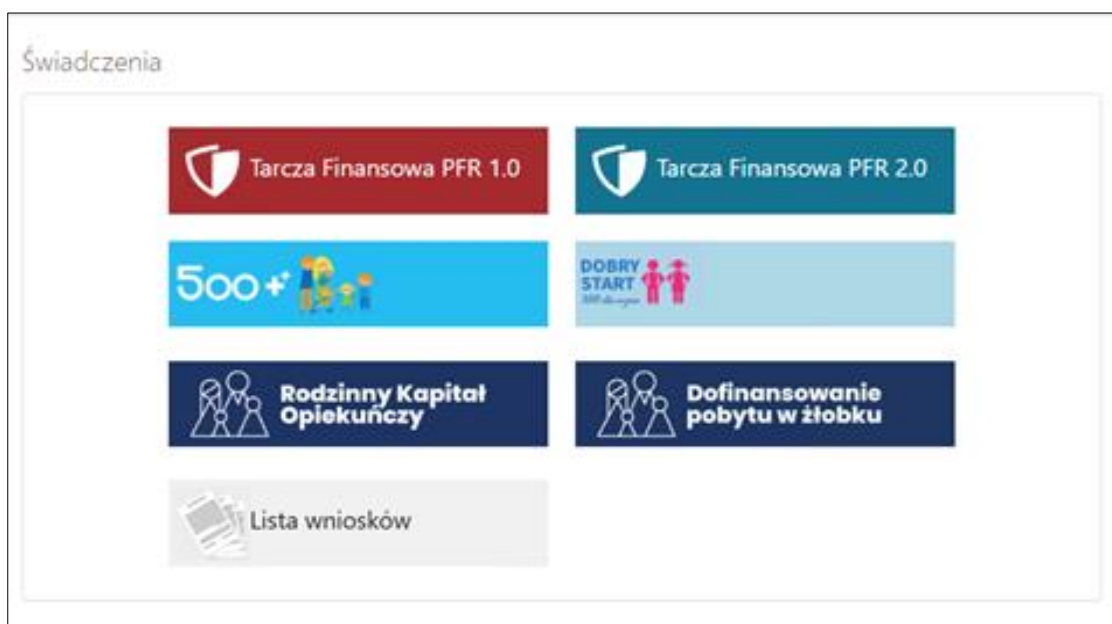 Świadczenia
Tarcza Finansowa PFR 1.0
Tarcza Finansowa PFR 2.0
500+
DOBRY
START
Rodzinny Kapitał
Opiekuńczy
Dofinansowanie
pobytu w żłobku
Lista wniosków